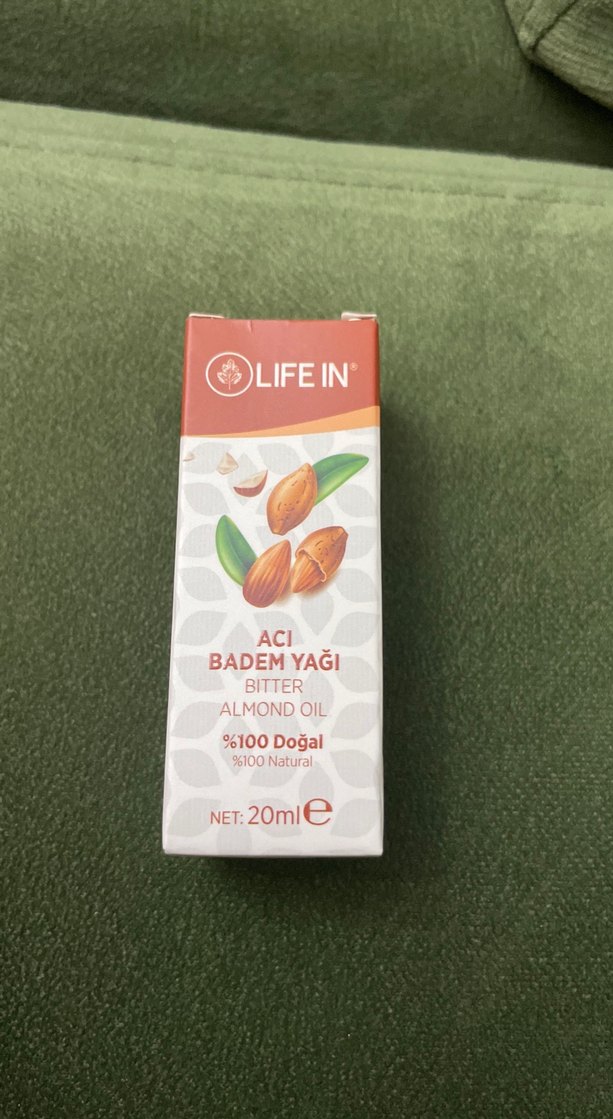 LIFE IN®
ACI
BADEM YAĞI
BITTER
ALMOND OIL
%100 Doğal
%100 Natural
NET: 20ml ℮